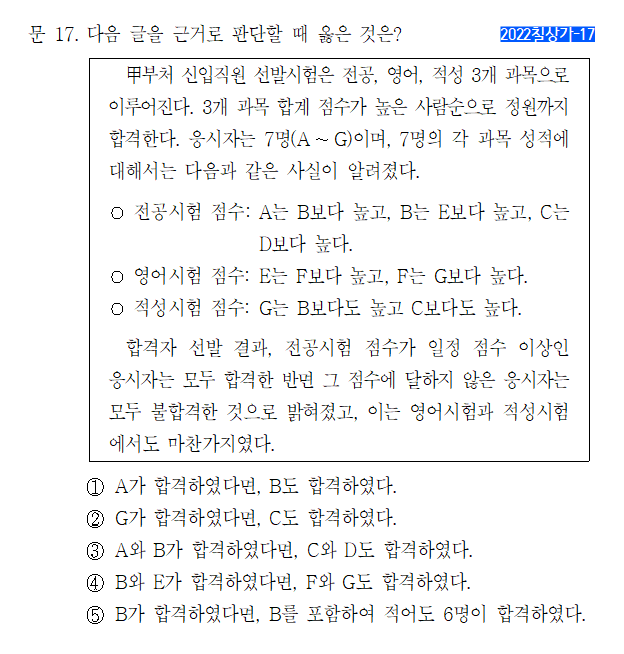 문 17. 다음 글을 근거로 판단할 때 옳은 것은? 2022침상가-17
甲부처 신입직원 선발시험은 전공, 영어, 적성 3개 과목으로
이루어진다. 3개 과목 합계 점수가 높은 사람순으로 정원까지
합격한다. 응시자는 7명(A ~ G)이며, 7명의 각 과목 성적에
대해서는 다음과 같은 사실이 알려졌다.
○ 전공시험 점수: A는 B보다 높고, B는 E보다 높고, C는
D보다 높다.
○ 영어시험 점수: E는 F보다 높고, F는 G보다 높다.
○ 적성시험 점수: G는 B보다도 높고 C보다도 높다.
합격자 선발 결과, 전공시험 점수가 일정 점수 이상인
응시자는 모두 합격한 반면 그 점수에 달하지 않은 응시자는
모두 불합격한 것으로 밝혀졌고, 이는 영어시험과 적성시험
에서도 마찬가지였다.
① A가 합격하였다면, B도 합격하였다.
② G가 합격하였다면, C도 합격하였다.
③ A와 B가 합격하였다면, C와 D도 합격하였다.
④ B와 E가 합격하였다면, F와 G도 합격하였다.
⑤ B가 합격하였다면, B를 포함하여 적어도 6명이 합격하였다.